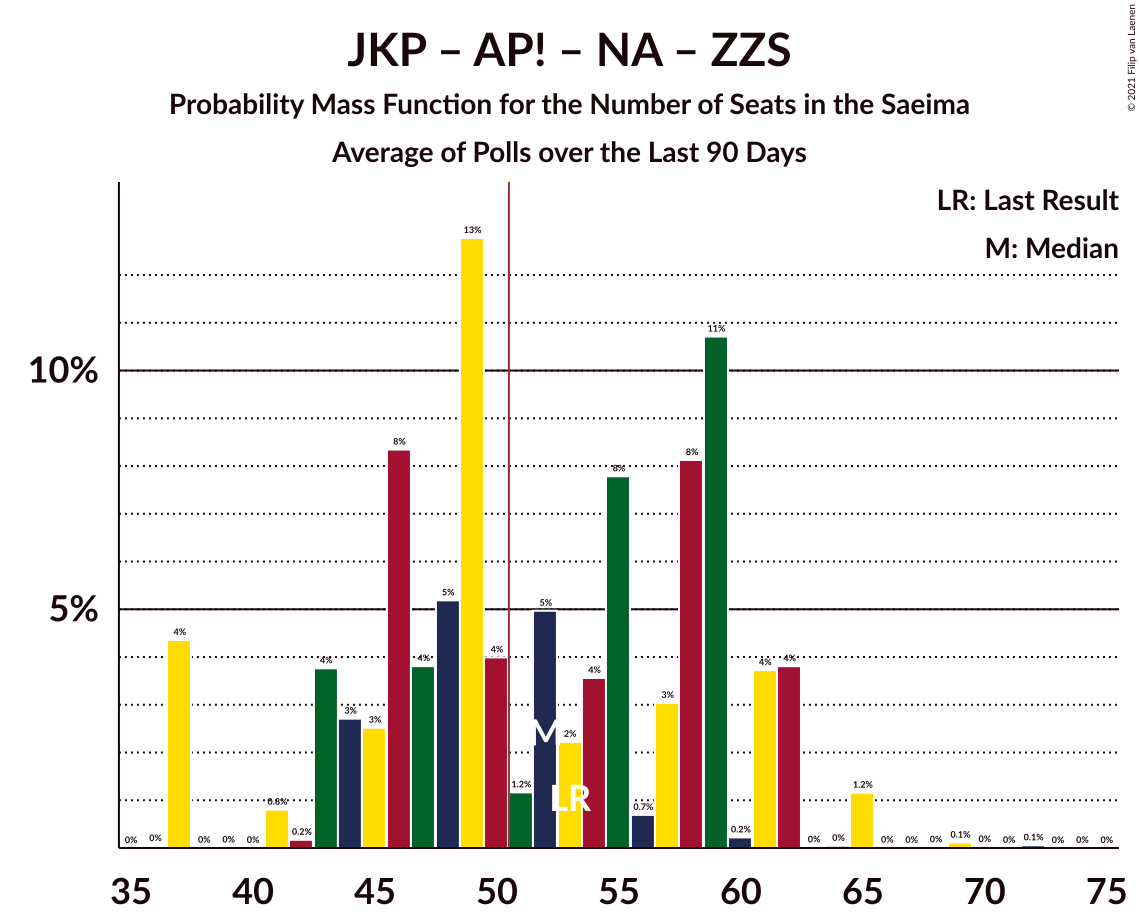 JKP – AP! – NA – ZZS
Probability Mass Function for the Number of Seats in the Saeima
Average of Polls over the Last 90 Days
© 2021 Filip van Laenen
LR: Last Result
M: Median
10%
5%
0% 0% 4% 0% 0% 0% 0.8% 0.2% 4% 3% 3% 8% 4% 5% 13% 4% 1.2% 5% 2% 4% 8% 0.7% 3% 8% 11% 0.2% 4% 4% 0% 0% 1.2% 0% 0% 0% 0.1% 0% 0% 0.1% 0% 0% 0%
M
LR
35 40 45 50 55 60 65 70 75